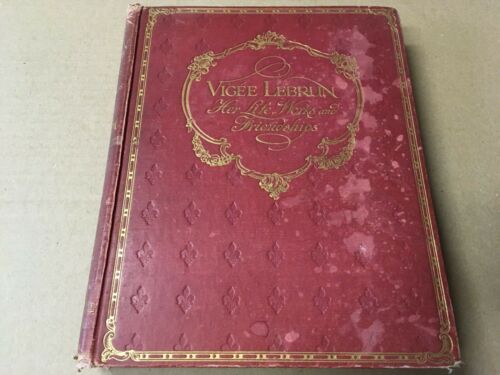 VIGÉE LEBRUN
Her Life, Works and
Friendships